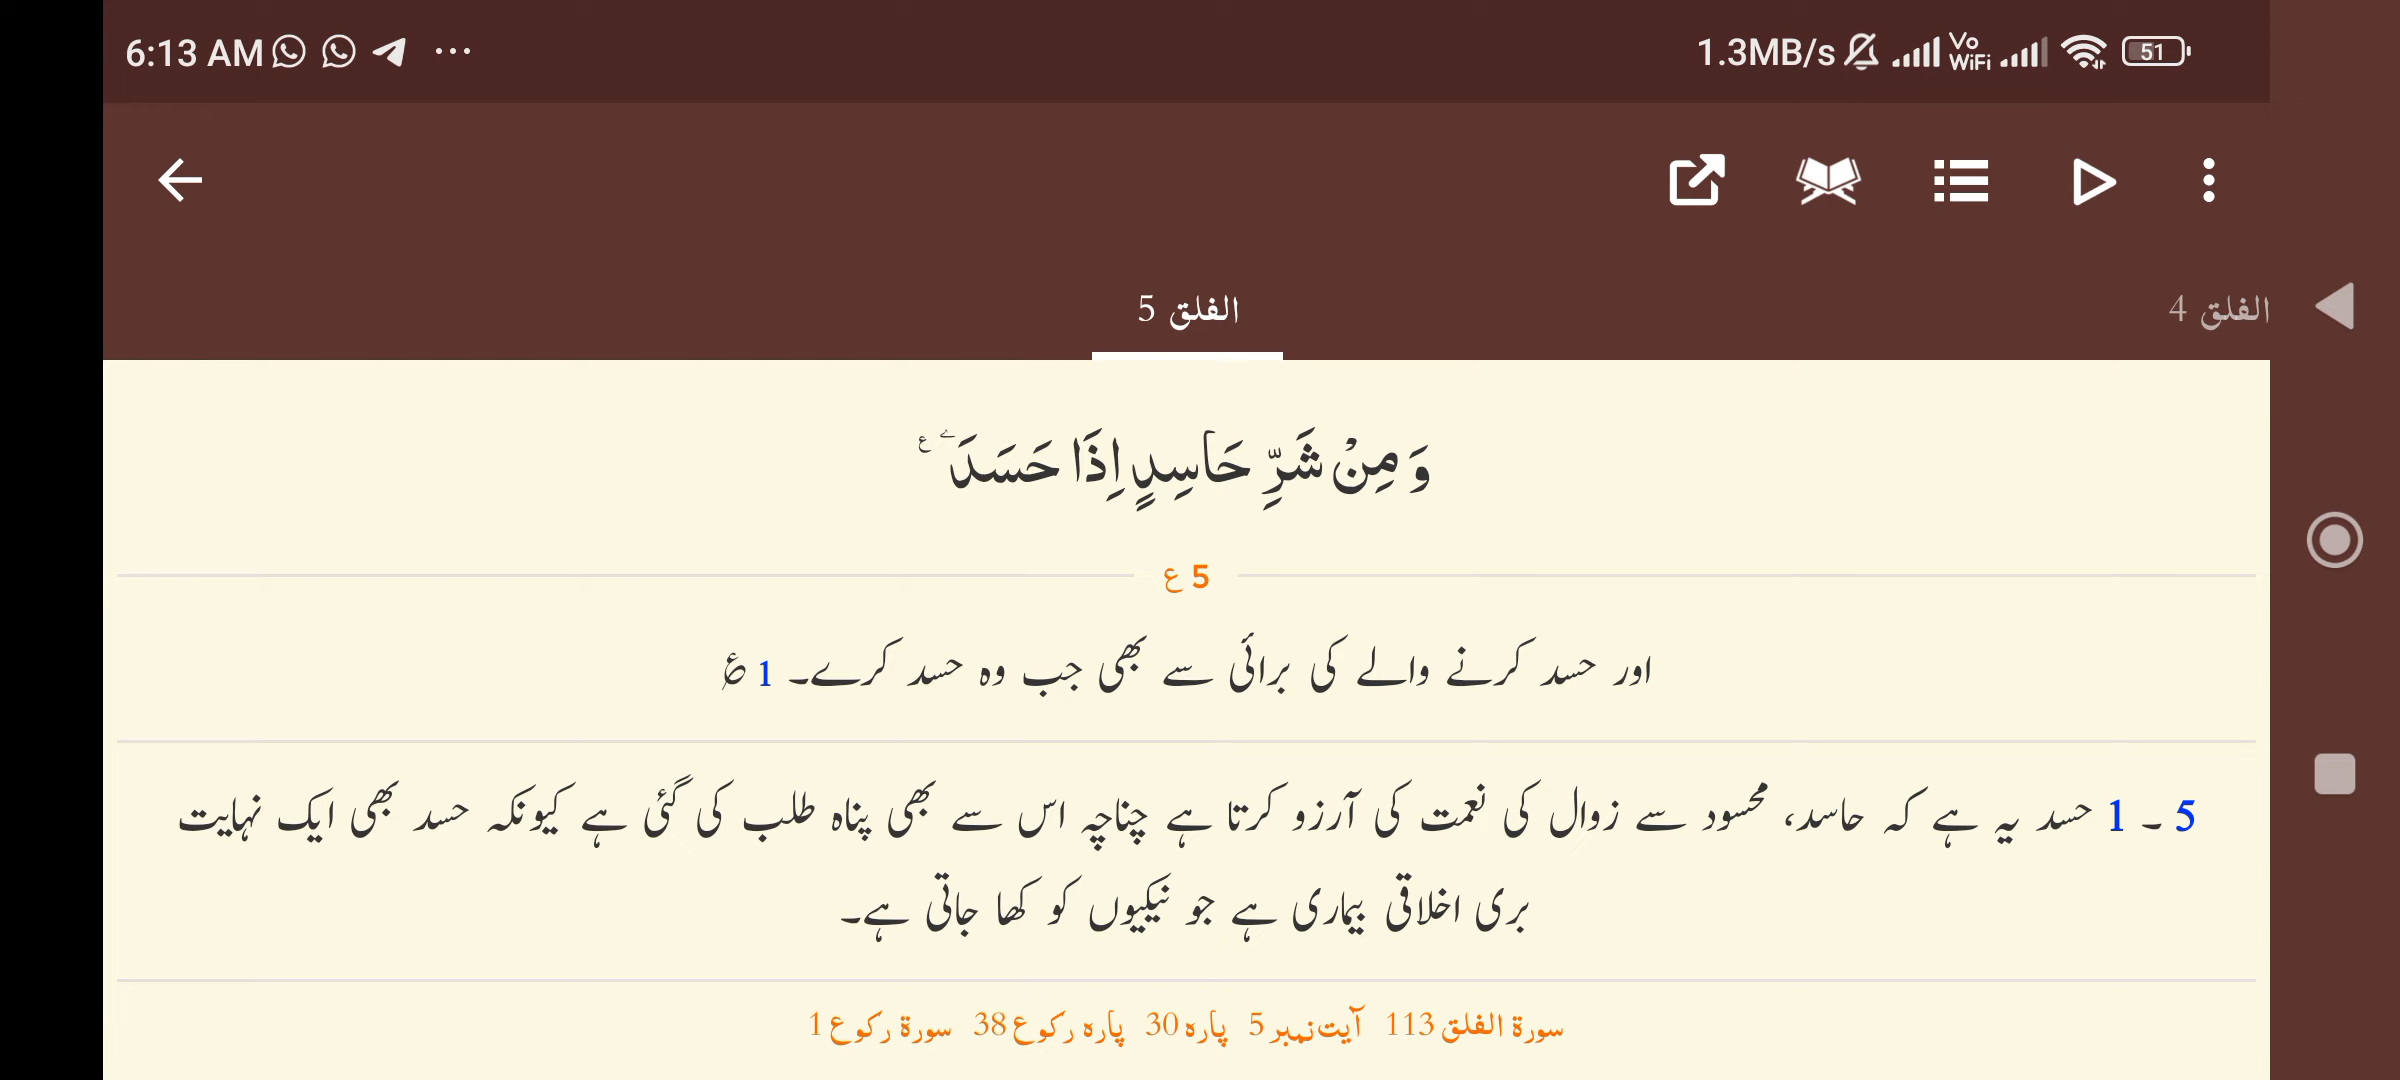 6:13 AM ... 1.3MB/s Vo WiFi 51
الفلق 4
الفلق 5
وَ مِنْ شَرِّ حَاسِدٍ اِذَا حَسَدَ ۠ ع
5 ع
اور حسد کرنے والے کی برائی سے بھی جب وہ حسد کرے۔ 1 ع
5 ۔ 1 حسد یہ ہے کہ حاسد، محسود سے زوال کی نعمت کی آرزو کرتا ہے چناچہ اس سے بھی پناہ طلب کی گئی ہے کیونکہ حسد بھی ایک نہایت
بری اخلاقی بیماری ہے جو نیکیوں کو کھا جاتی ہے۔
سورۃ الفلق 113 آیت نمبر 5 پارہ 30 پارہ رکوع 38 سورۃ رکوع 1